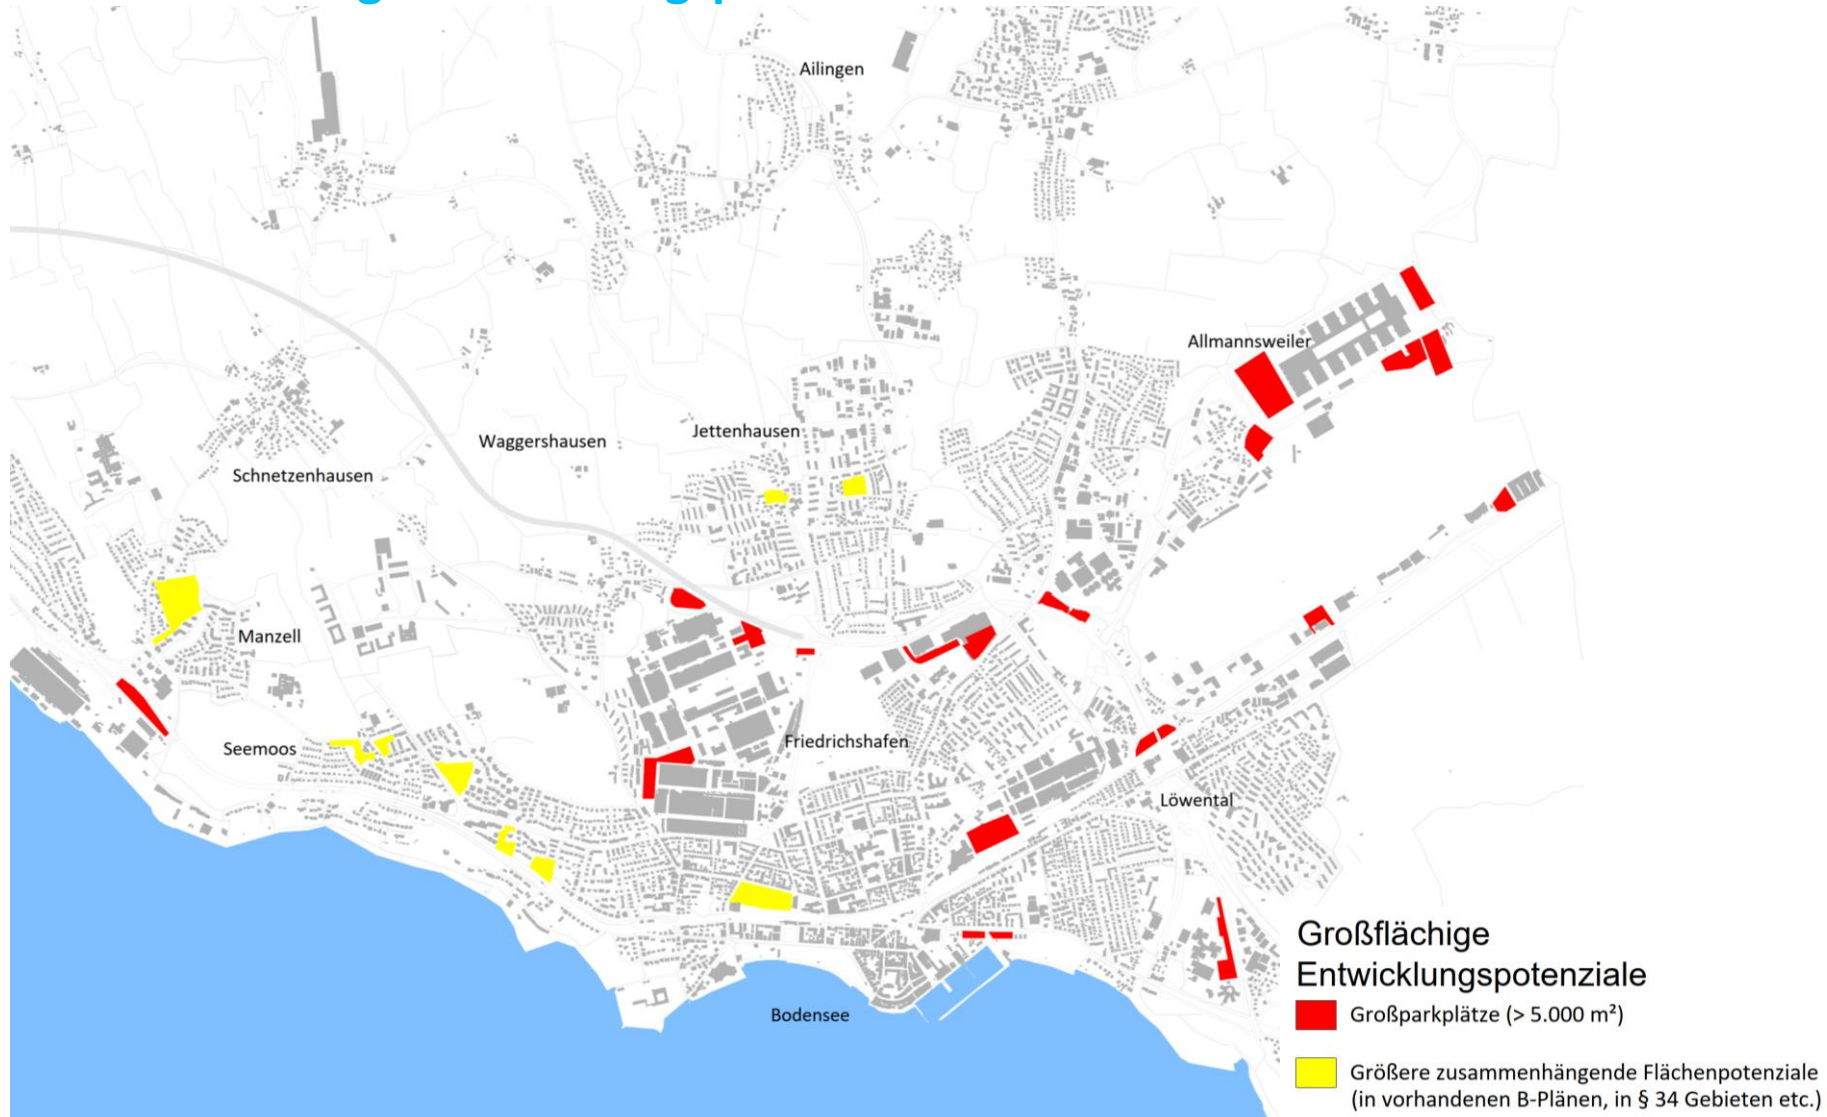 Ailingen
Allmannsweiler
Jettenhausen
Waggershausen
Schnetzenhausen
Manzell
Seemoos
Friedrichshafen
Löwental
Bodensee
Großflächige
Entwicklungspotenziale
Großparkplätze (> 5.000 m²)
Größere zusammenhängende Flächenpotenziale
(in vorhandenen B-Plänen, in § 34 Gebieten etc.)